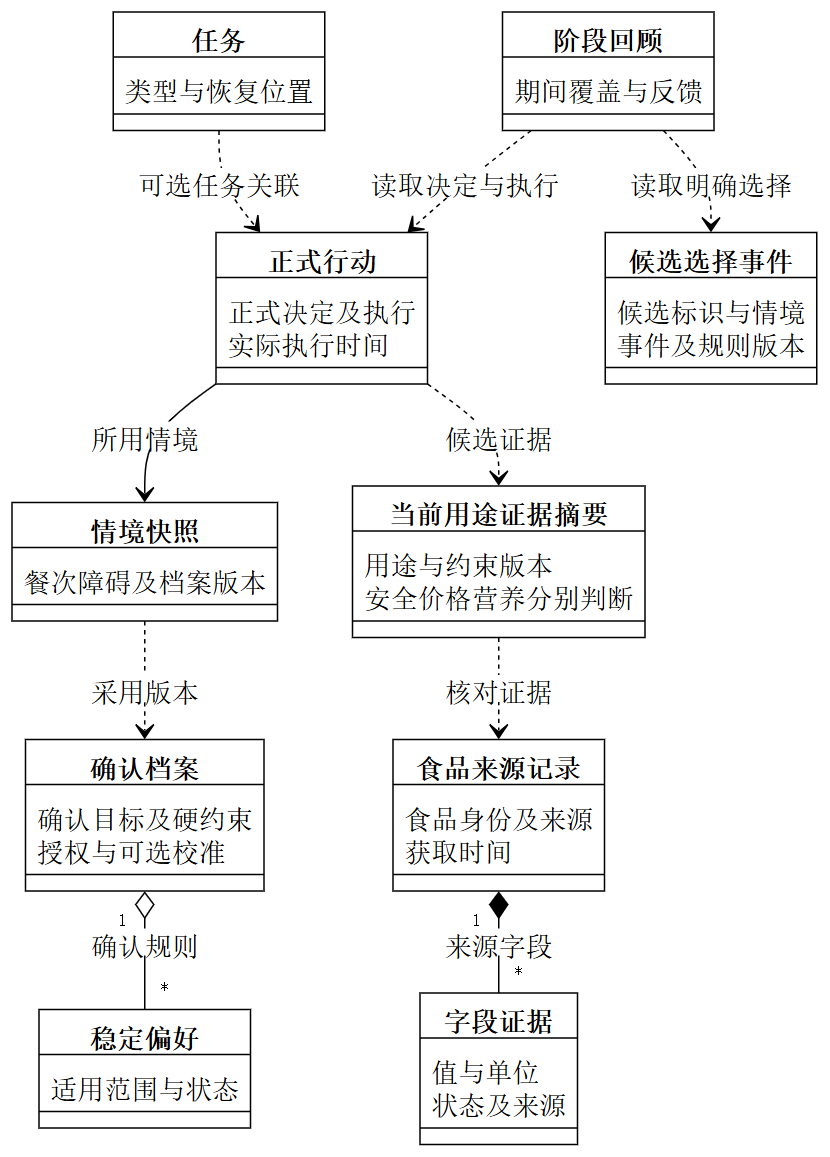 任务
类型与恢复位置
阶段回顾
期间覆盖与反馈
可选任务关联
读取决定与执行
读取明确选择
正式行动
正式决定及执行
实际执行时间
候选选择事件
候选标识与情境
事件及规则版本
所用情境
候选证据
情境快照
餐次障碍及档案版本
当前用途证据摘要
用途与约束版本
安全价格营养分别判断
采用版本
核对证据
确认档案
确认目标及硬约束
授权与可选校准
食品来源记录
食品身份及来源
获取时间
1
确认规则
*
1
来源字段
*
稳定偏好
适用范围与状态
字段证据
值与单位
状态及来源